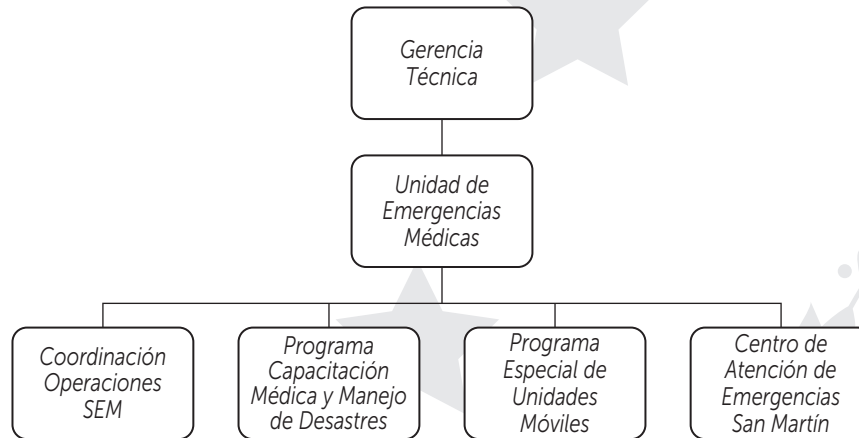 Gerencia
Técnica
Unidad de
Emergencias
Médicas
Coordinación
Operaciones
SEM
Programa
Capacitación
Médica y Manejo
de Desastres
Programa
Especial de
Unidades
Móviles
Centro de
Atención de
Emergencias
San Martín